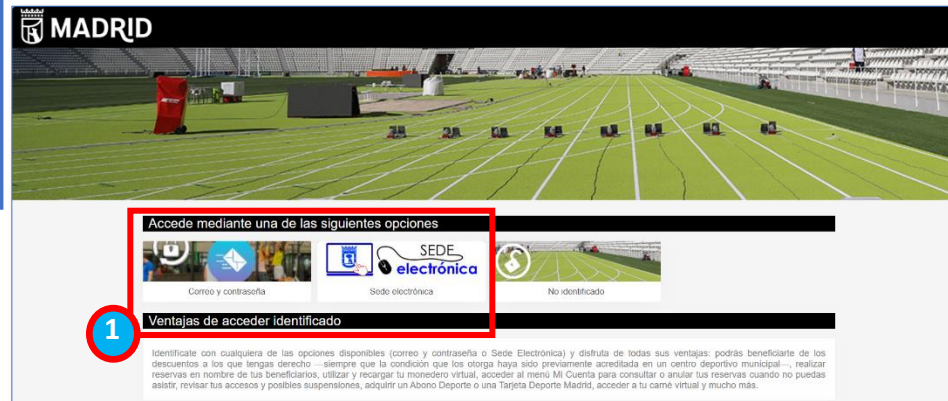 MADRID
Accede mediante una de las siguientes opciones
SEDE
electrónica
Correo y contraseña
Sede electrónica
No identificado
1
Ventajas de acceder identificado
Identifícate con cualquiera de las opciones disponibles (correo y contraseña o Sede Electrónica) y disfruta de todas sus ventajas: podrás beneficiarte de los
descuentos a los que tengas derecho —siempre que la condición que los otorga haya sido previamente acreditada en un centro deportivo municipal—, realizar
reservas en nombre de tus beneficiarios, utilizar y recargar tu monedero virtual, acceder al menú Mi Cuenta para consultar o anular tus reservas cuando no puedas
asistir, revisar tus accesos y posibles suspensiones, adquirir un Abono Deporte o una Tarjeta Deporte Madrid, acceder a tu carné virtual y mucho más.